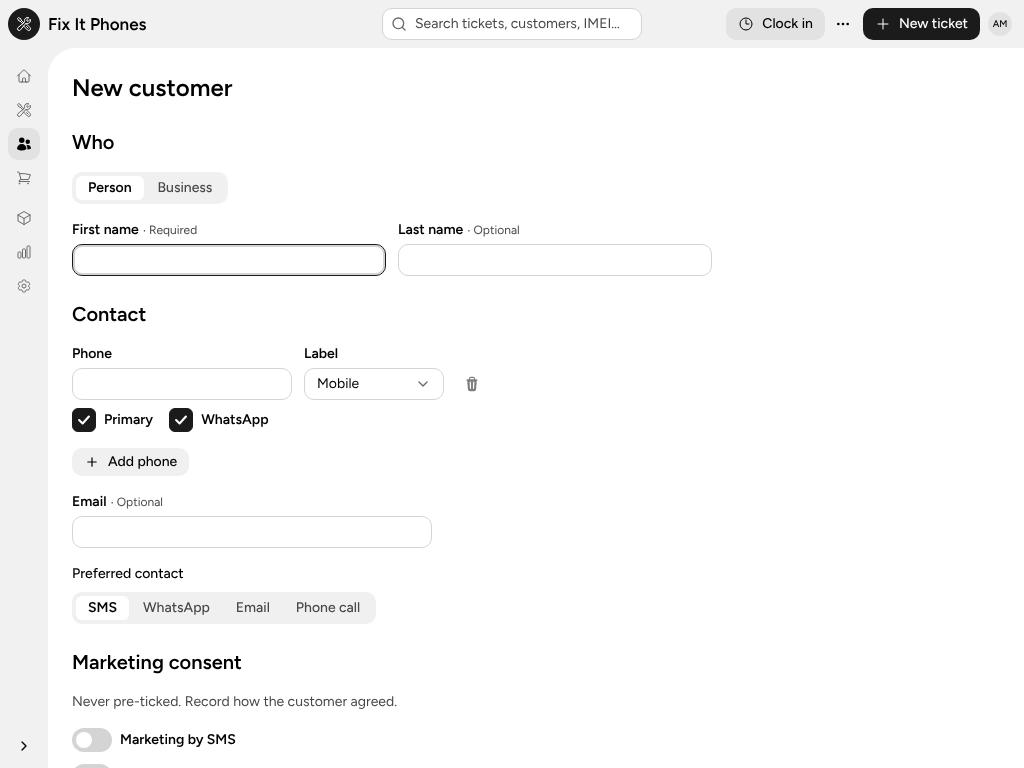 Fix It Phones
Search tickets, customers, IMEI...
Clock in
New ticket
AM
New customer
Who
Person Business
First name · Required
Last name · Optional
Contact
Phone
Label
Mobile
Primary
WhatsApp
Add phone
Email · Optional
Preferred contact
SMS WhatsApp Email Phone call
Marketing consent
Never pre-ticked. Record how the customer agreed.
Marketing by SMS